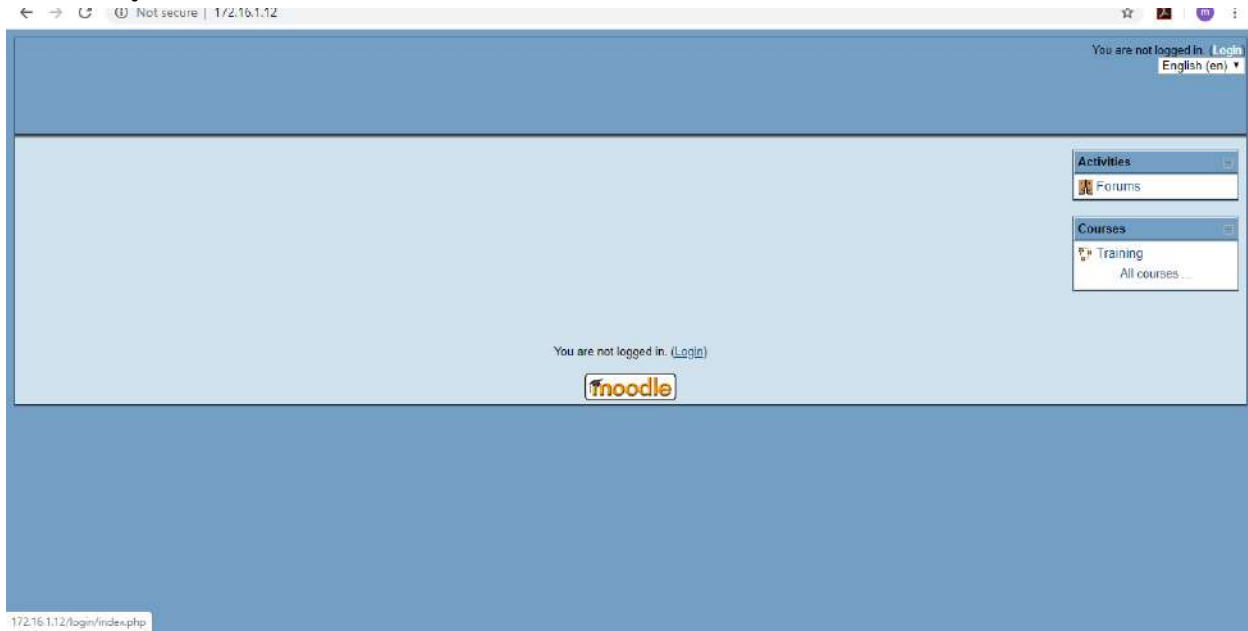 Not secure | 172.16.1.12
You are not logged in. (Login)
English (en)
Activities
Forums
Courses
Training
All courses ...
You are not logged in. (Login)
moodle
172.16.1.12/login/index.php